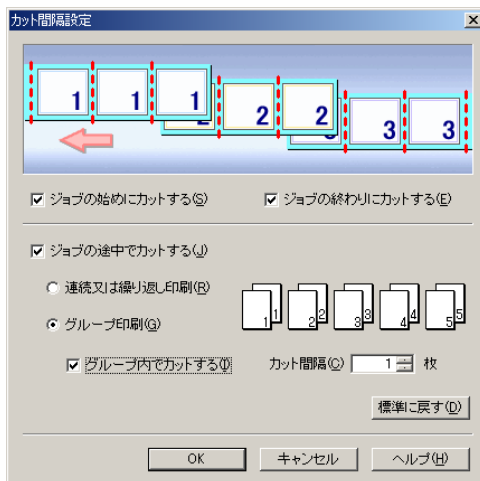 カット間隔設定
1 1 1 2 2 2 3 3 3
ジョブの始めにカットする(S) ジョブの終わりにカットする(E)
ジョブの途中でカットする(J)
連続又は繰り返し印刷(R)
グループ印刷(G)
1 1 2 2 3 3 4 4 5 5
グループ内でカットする(I) カット間隔(C) 1 枚
標準に戻す(D)
OK キャンセル ヘルプ(H)